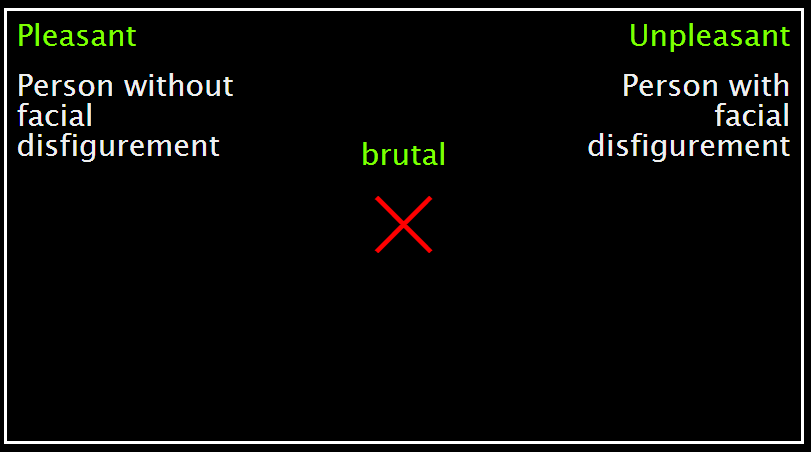 Pleasant
Unpleasant
Person without
facial
disfigurement
Person with
facial
disfigurement
brutal